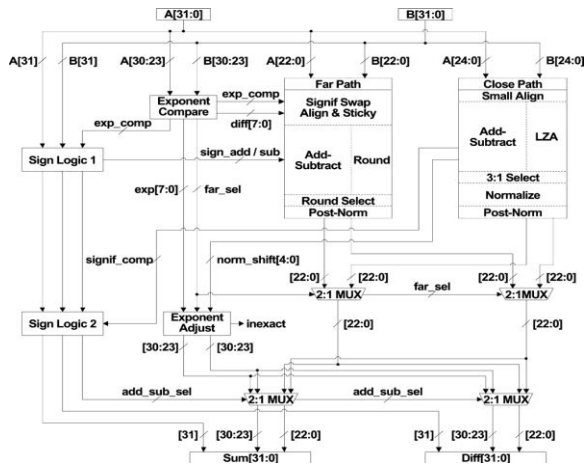 A[31:0]
B[31:0]
A[31]
B[31]
A[30:23]
B[30:23]
A[22:0]
B[22:0]
A[24:0]
B[24:0]
Far Path
Close Path
Exponent
Compare
exp_comp
exp_comp
diff[7:0]
Signif Swap
Align & Sticky
Small Align
Sign Logic 1
sign_add / sub
Add-
Subtract
Round
Add-
Subtract
LZA
exp[7:0]
far_sel
Round Select
Post-Norm
3:1 Select
Normalize
Post-Norm
signif_comp
norm_shift[4:0]
[22:0]
[22:0]
[22:0]
[22:0]
2:1 MUX
far_sel
2:1MUX
Sign Logic 2
Exponent
Adjust
inexact
[22:0]
[22:0]
[30:23]
[30:23]
add_sub_sel
2:1 MUX
add_sub_sel
2:1 MUX
[31]
[30:23]
[22:0]
[31]
[30:23]
[22:0]
Sum[31:0]
Diff[31:0]